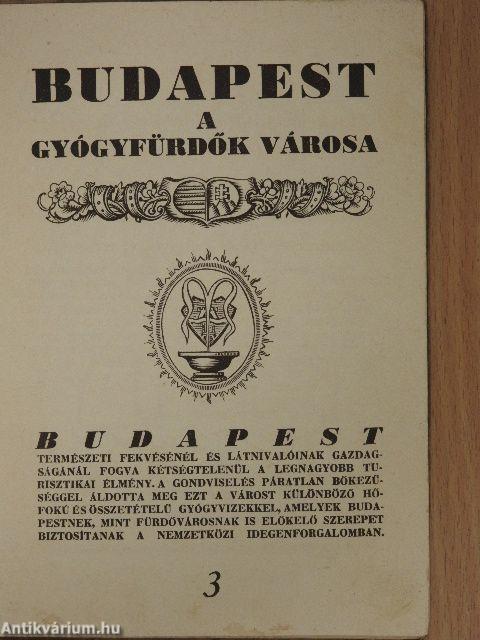 BUDAPEST
A
GYÓGYFÜRDŐK VÁROSA
BUDAPEST
TERMÉSZETI FEKVÉSÉNÉL ÉS LÁTNIVALÓINAK GAZDAG-
SÁGÁNÁL FOGVA KÉTSÉGTELENÜL A LEGNAGYOBB TU-
RISZTIKAI ÉLMÉNY. A GONDVISELÉS PÁRATLAN BŐKEZŰ-
SÉGGEL ÁLDOTTA MEG EZT A VÁROST KÜLÖNBÖZŐ HŐ-
FOKÚ ÉS ÖSSZETÉTELŰ GYÓGYVIZEKKEL, AMELYEK BUDA-
PESTNEK, MINT FÜRDŐVÁROSNAK IS ELŐKELŐ SZEREPET
BIZTOSÍTANAK A NEMZETKÖZI IDEGENFORGALOMBAN.
3
Antikvárium.hu